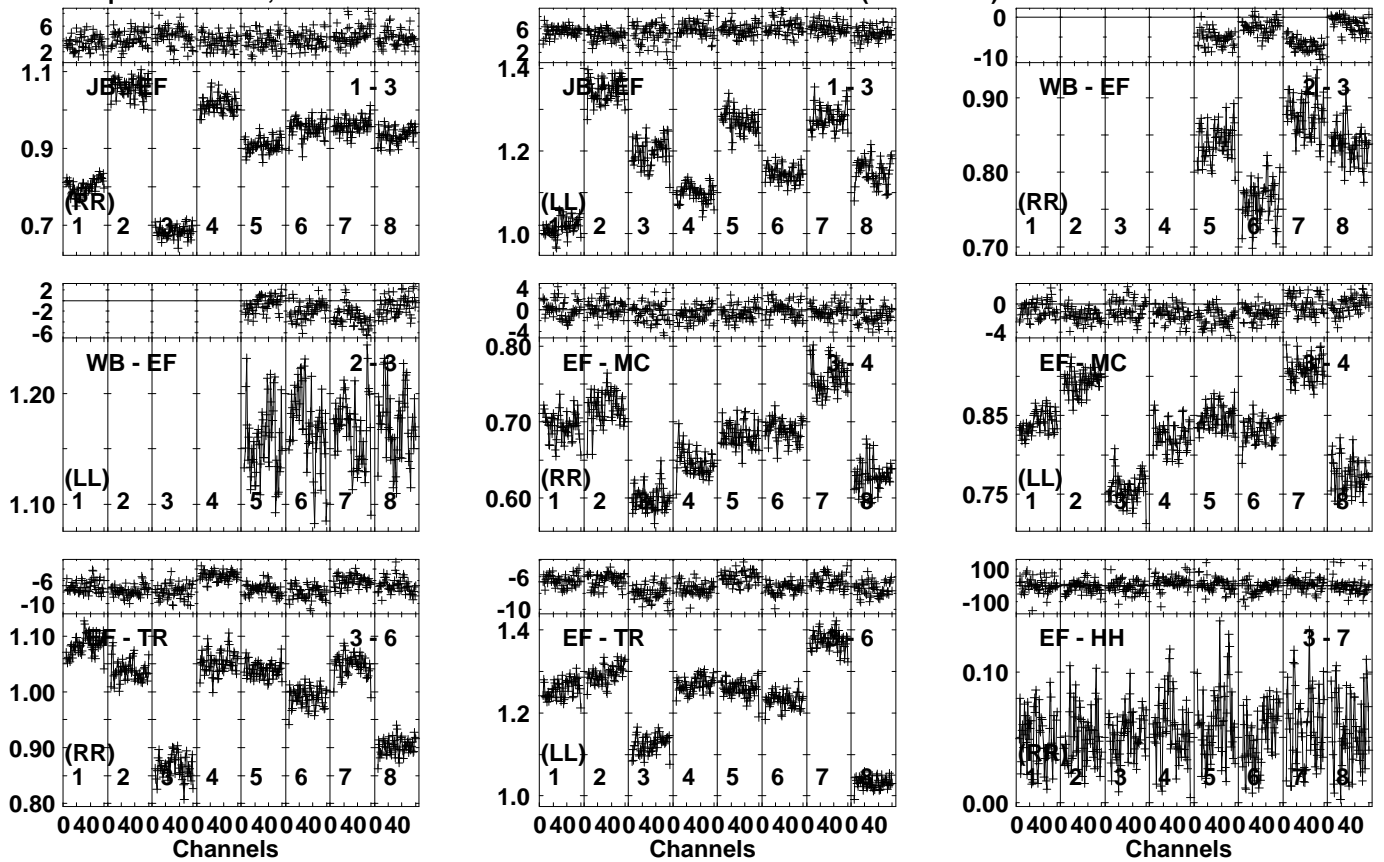 6
2
1.1
JB - EF 1 - 3
0.9
(RR)
0.7
1 2 3 4 5 6 7 8
6
2
1.4
JB - EF 1 - 3
1.2
(LL)
1.0
1 2 3 4 5 6 7 8
0
-10
WB - EF 2 - 3
0.90
0.80
(RR)
0.70
1 2 3 4 5 6 7 8
2
-2
-6
WB - EF 2 - 3
1.20
(LL)
1.10
1 2 3 4 5 6 7 8
4
0
-4
0.80
EF - MC 3 - 4
0.70
(RR)
0.60
1 2 3 4 5 6 7 8
0
-4
EF - MC 3 - 4
0.85
(LL)
0.75
1 2 3 4 5 6 7 8
-6
-10
1.10
EF - TR 3 - 6
1.00
0.90
(RR)
0.80
1 2 3 4 5 6 7 8
0 40 0 40 0 40 0 40 0 40 0 40 0 40 0 40
Channels
-6
-10
1.4
EF - TR 3 - 6
1.2
(LL)
1.0
1 2 3 4 5 6 7 8
0 40 0 40 0 40 0 40 0 40 0 40 0 40 0 40
Channels
100
-100
EF - HH 3 - 7
0.10
(RR)
0.00
1 2 3 4 5 6 7 8
0 40 0 40 0 40 0 40 0 40 0 40 0 40 0 40
Channels